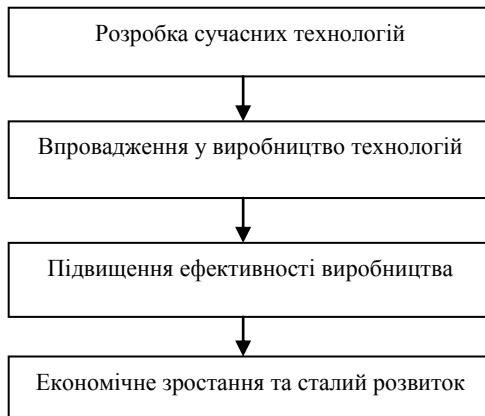 Розробка сучасних технологій
Впровадження у виробництво технологій
Підвищення ефективності виробництва
Економічне зростання та сталий розвиток